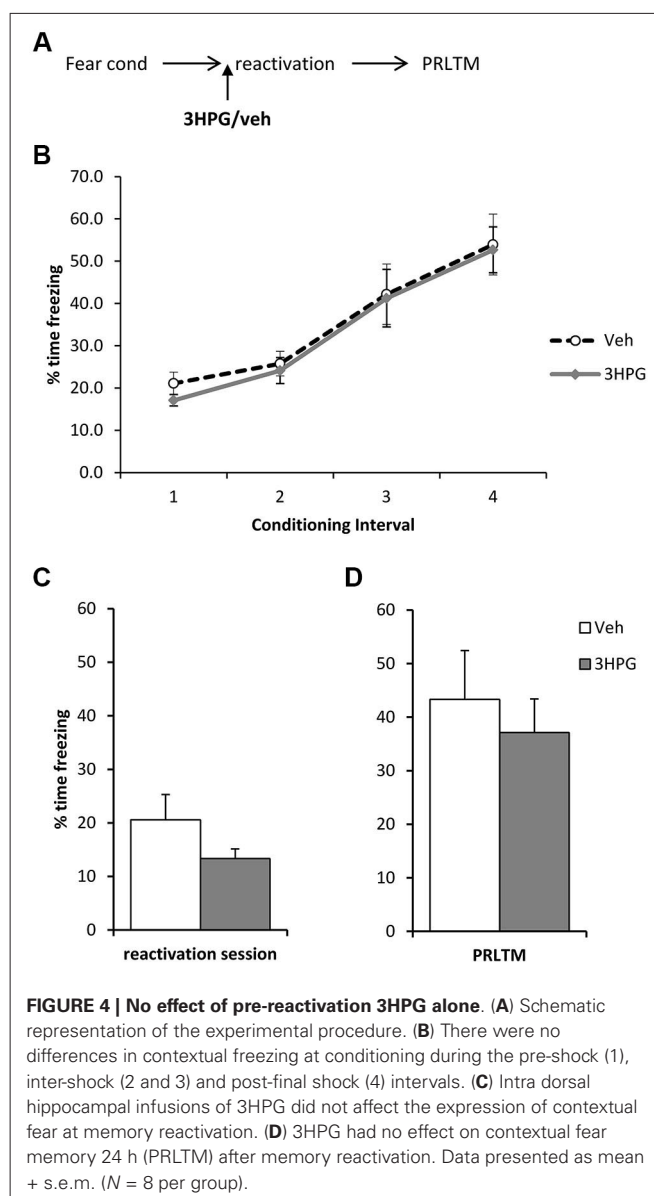 A
Fear cond reactivation PRLTM
3HPG/veh
B
70.0
60.0
50.0
40.0
30.0
20.0
10.0
0.0
% time freezing
1 2 3 4
Conditioning Interval
Veh
3HPG
C
60
50
40
30
20
10
0
% time freezing
reactivation session
D
60
50
40
30
20
10
0
PRLTM
Veh
3HPG
FIGURE 4 | No effect of pre-reactivation 3HPG alone. (A) Schematic
representation of the experimental procedure. (B) There were no
differences in contextual freezing at conditioning during the pre-shock (1),
inter-shock (2 and 3) and post-final shock (4) intervals. (C) Intra dorsal
hippocampal infusions of 3HPG did not affect the expression of contextual
fear at memory reactivation. (D) 3HPG had no effect on contextual fear
memory 24 h (PRLTM) after memory reactivation. Data presented as mean
+ s.e.m. (N = 8 per group).